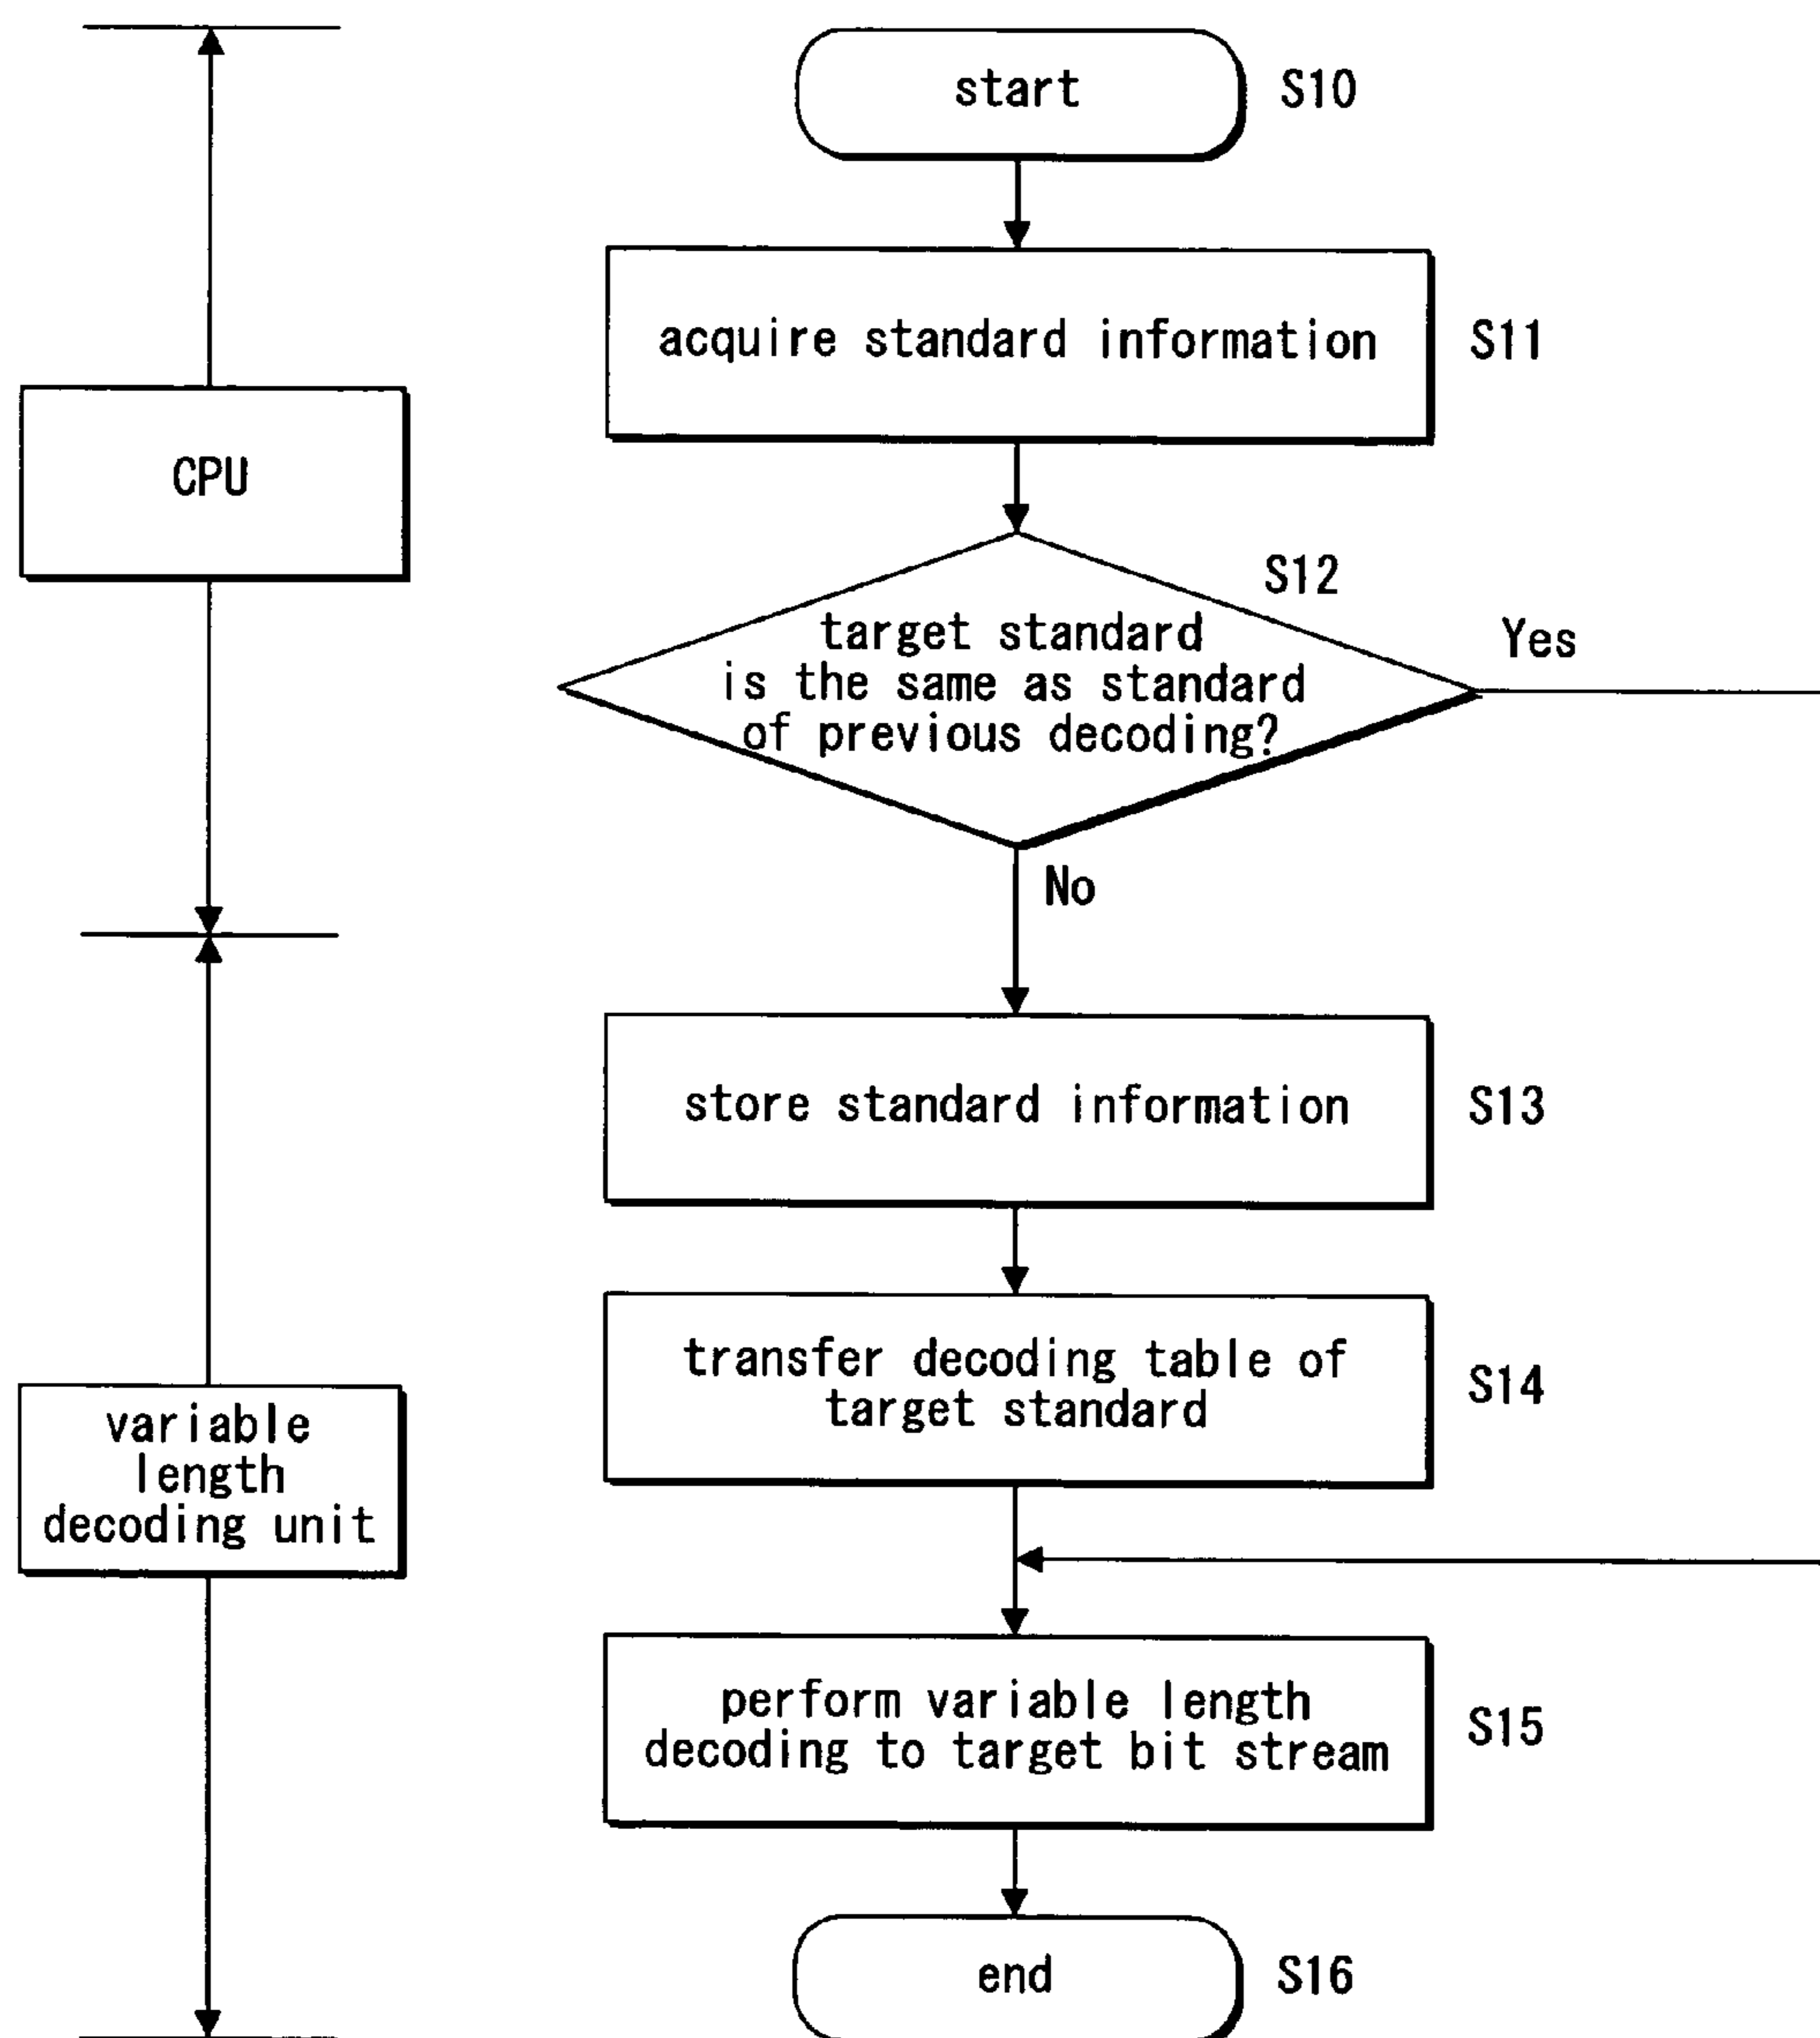 start
S10
acquire standard information
S11
CPU
S12
target standard
is the same as standard
of previous decoding?
Yes
No
store standard information
S13
transfer decoding table of
target standard
S14
variable
length
decoding unit
perform variable length
decoding to target bit stream
S15
end
S16